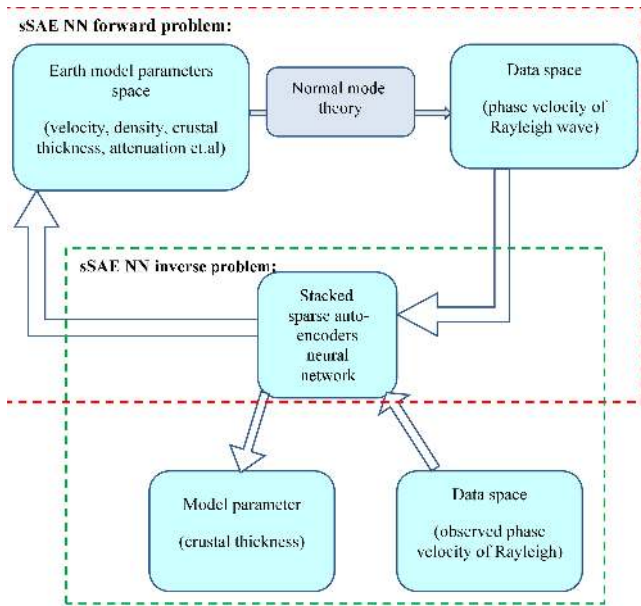 sSAE NN forward problem:
Earth model parameters
space
(velocity, density, crustal
thickness, attenuation et.al)
Normal mode
theory
Data space
(phase velocity of
Rayleigh wave)
sSAE NN inverse problem:
Stacked
sparse auto-
encoders
neural
network
Model parameter
(crustal thickness)
Data space
(observed phase
velocity of Rayleigh)